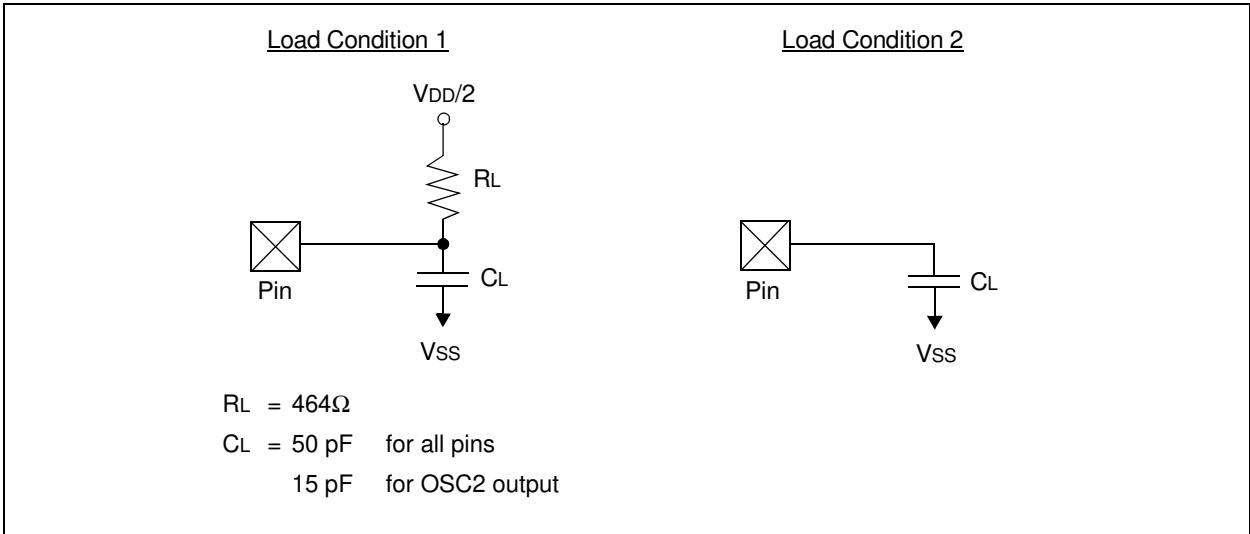 Load Condition 1
VDD/2
RL
Pin
CL
VSS
RL = 464Ω
CL = 50 pF for all pins
15 pF for OSC2 output
Load Condition 2
Pin
CL
VSS